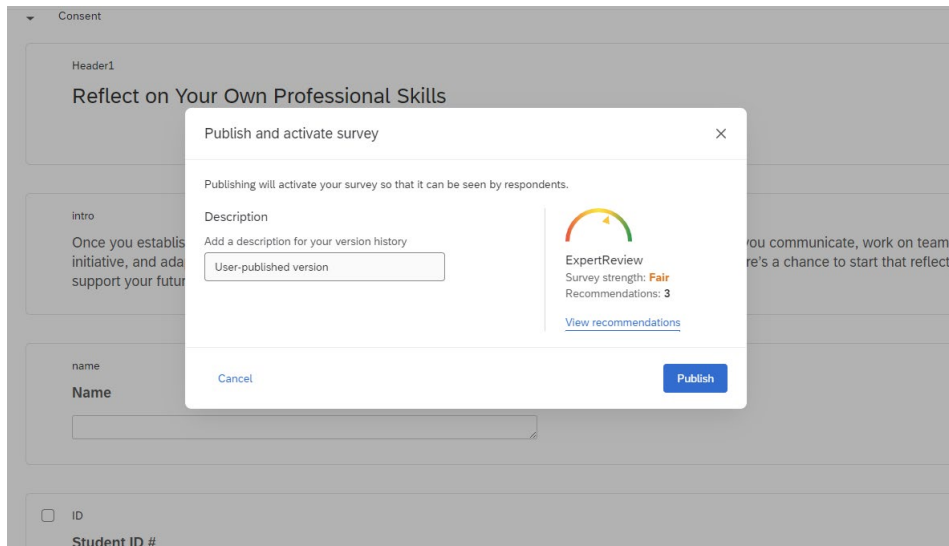 Consent
Header1
Reflect on Your Own Professional Skills
Publish and activate survey
Publishing will activate your survey so that it can be seen by respondents.
Description
Add a description for your version history
User-published version
ExpertReview
Survey strength: Fair
Recommendations: 3
View recommendations
Cancel
Publish
intro
Once you establis
you communicate, work on team
initiative, and ada
re's a chance to start that reflect
support your futur
name
Name
ID
Student ID #